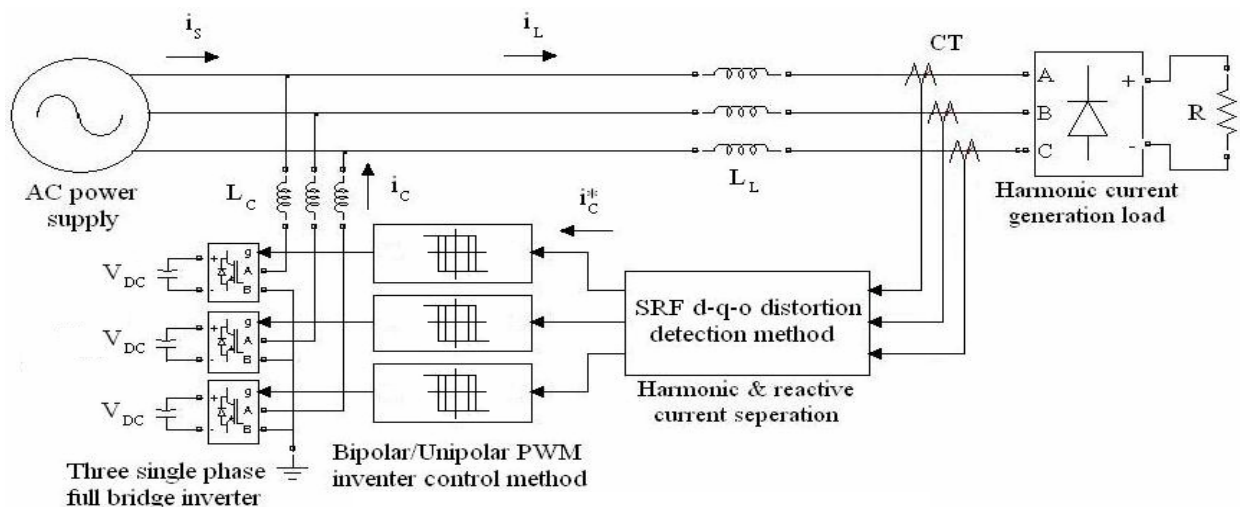 i_S
i_L
CT
A
B
C
+
-
R
AC power
supply
L_C
i_C
i_C*
L_L
Harmonic current
generation load
V_DC
+
-
g
A
B
V_DC
+
-
g
A
B
V_DC
+
-
g
A
B
SRF d-q-o distortion
detection method
Harmonic & reactive
current seperation
Three single phase
full bridge inverter
Bipolar/Unipolar PWM
inventer control method